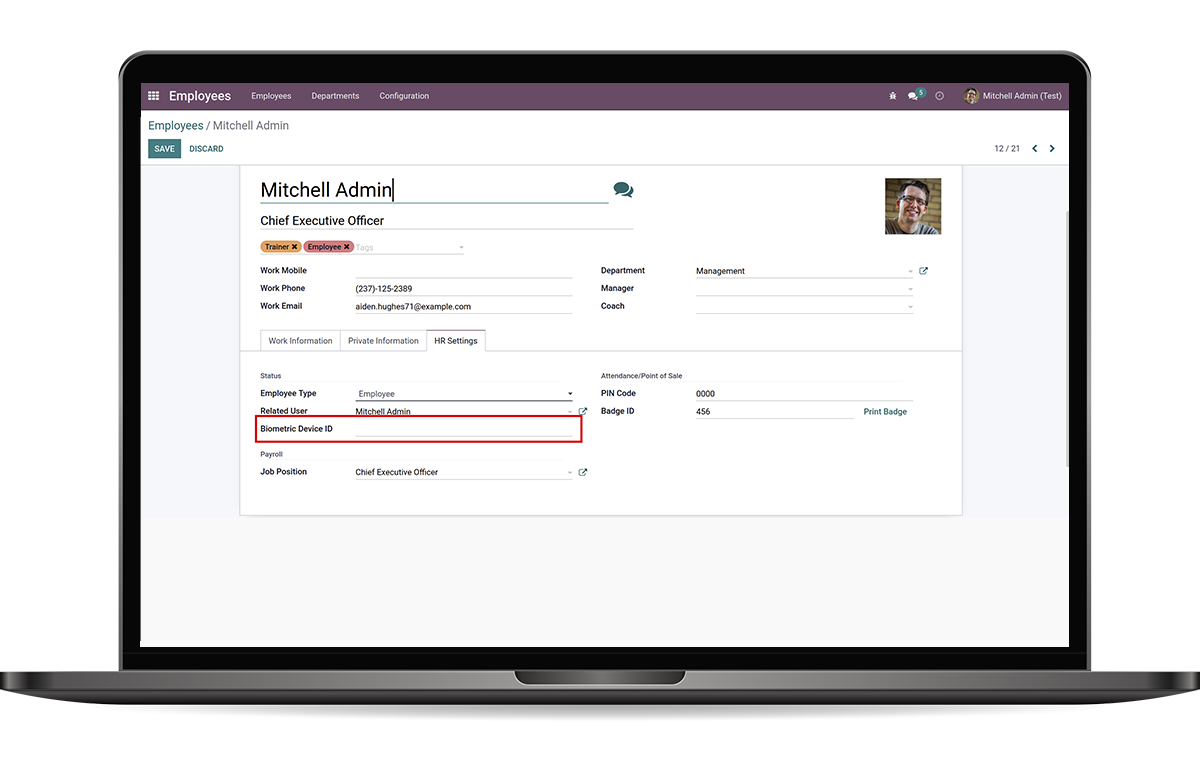 Employees Employees Departments Configuration 5 Mitchell Admin (Test)
Employees / Mitchell Admin
SAVE DISCARD 12 / 21
Mitchell Admin
Chief Executive Officer
Trainer ✖ Employee ✖ Tags
Work Mobile Department Management
Work Phone (237)-125-2389 Manager
Work Email aiden.hughes71@example.com Coach
Work Information Private Information HR Settings
Status Attendance/Point of Sale
Employee Type Employee PIN Code 0000
Related User Mitchell Admin Badge ID 456 Print Badge
Biometric Device ID
Payroll
Job Position Chief Executive Officer